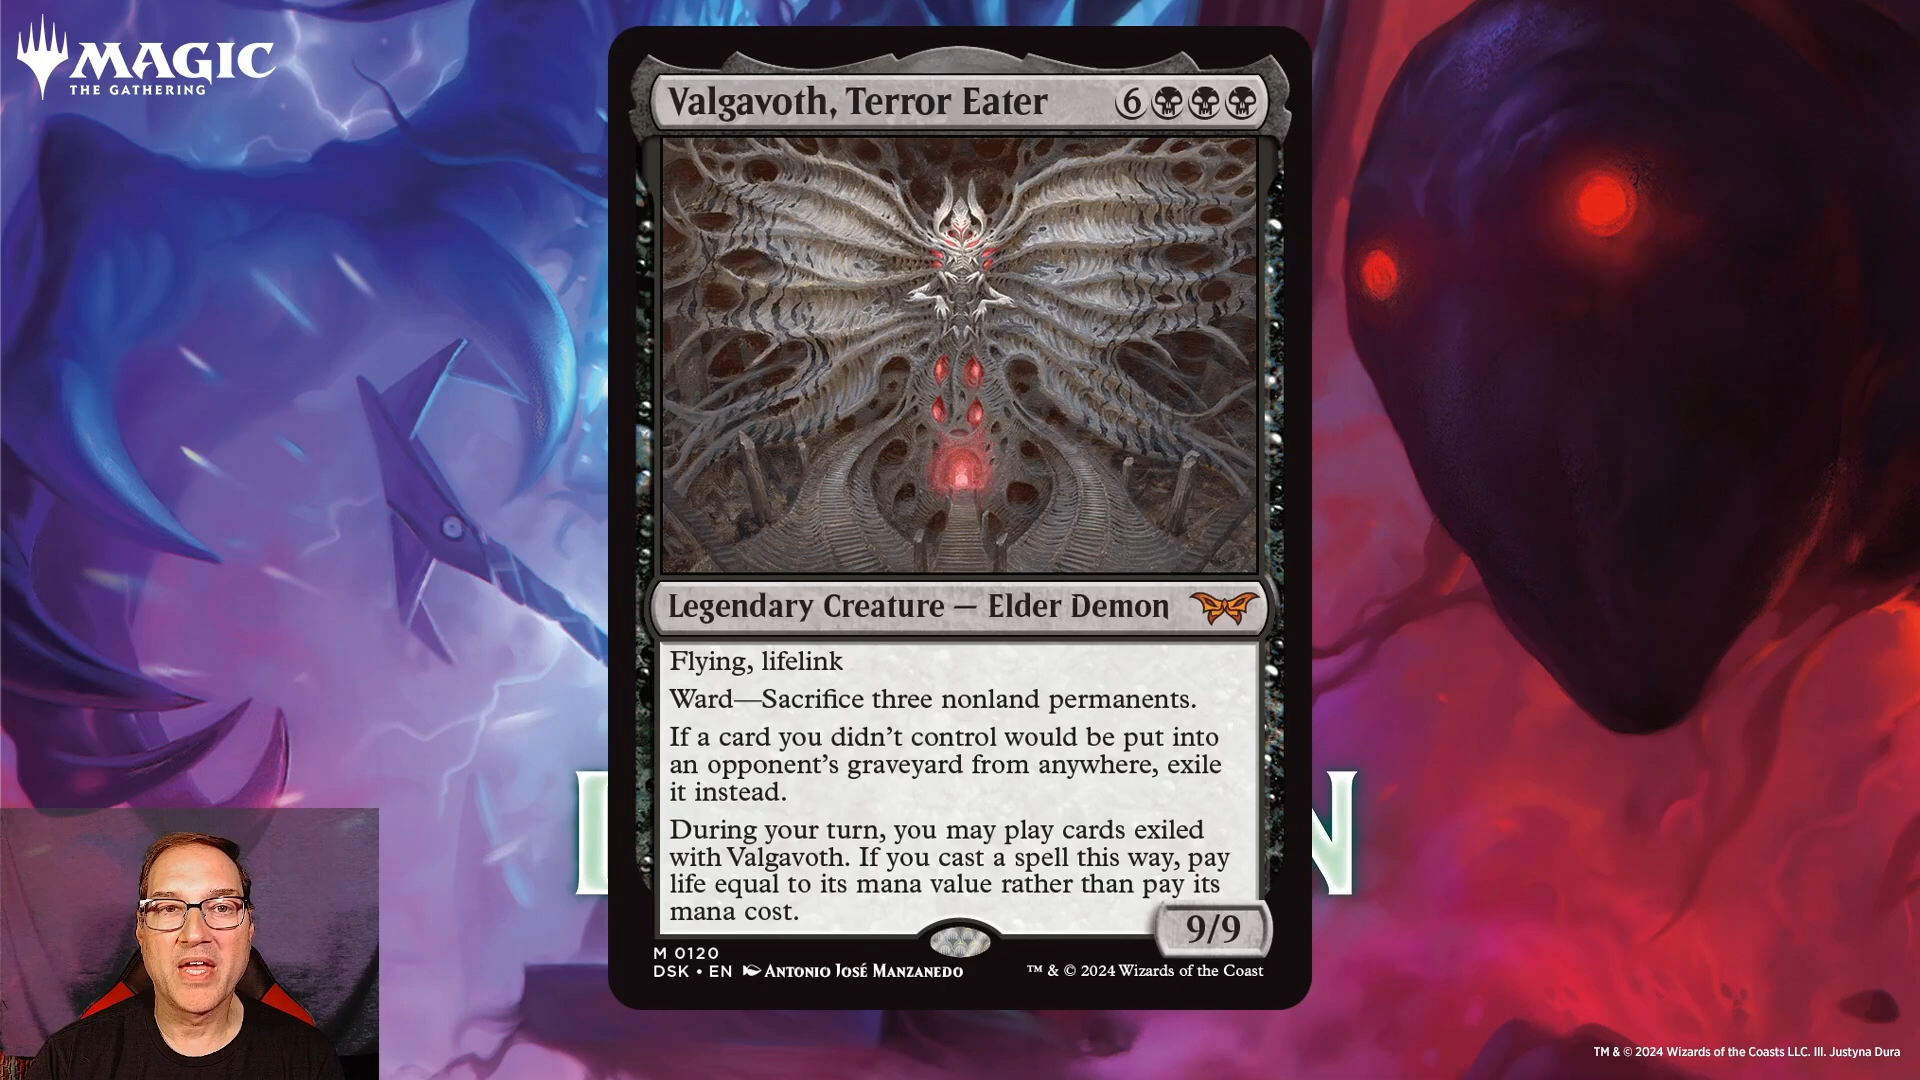 MAGIC
THE GATHERING
Valgavoth, Terror Eater
6
Legendary Creature — Elder Demon
Flying, lifelink
Ward—Sacrifice three nonland permanents.
If a card you didn't control would be put into
an opponent's graveyard from anywhere, exile
it instead.
During your turn, you may play cards exiled
with Valgavoth. If you cast a spell this way, pay
life equal to its mana value rather than pay its
mana cost.
9/9
M 0120
DSK • EN Antonio José Manzanedo
™ & © 2024 Wizards of the Coast
N
TM & © 2024 Wizards of the Coasts LLC. Ill. Justyna Dura